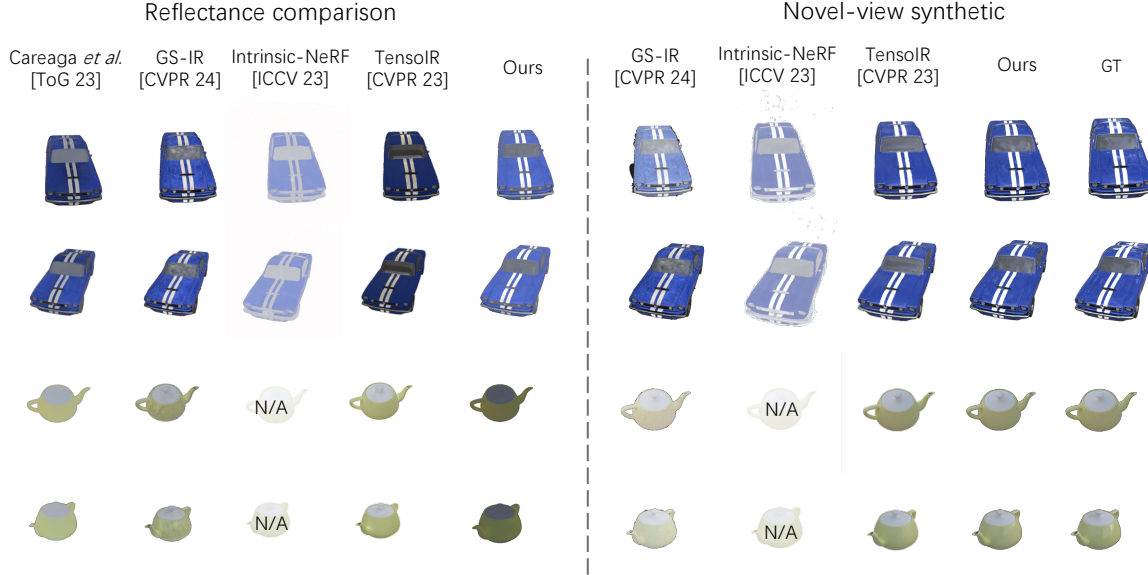 Reflectance comparison
Novel-view synthetic
Careaga et al. [ToG 23]
GS-IR [CVPR 24]
Intrinsic-NeRF [ICCV 23]
TensoIR [CVPR 23]
Ours
GS-IR [CVPR 24]
Intrinsic-NeRF [ICCV 23]
TensoIR [CVPR 23]
Ours
GT
N/A
N/A
N/A
N/A